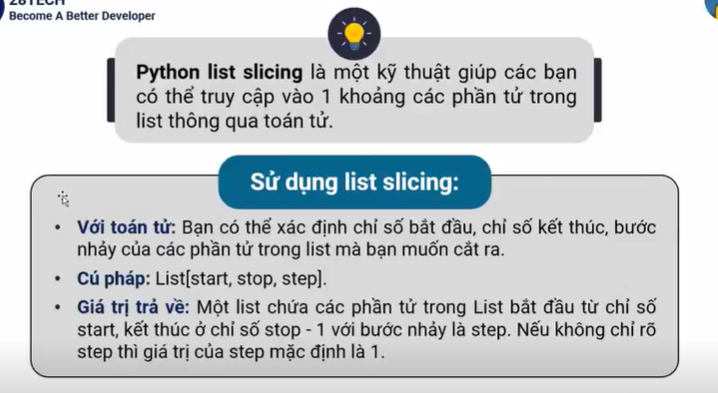 28TECH
Become A Better Developer
Python list slicing là một kỹ thuật giúp các bạn
có thể truy cập vào 1 khoảng các phần tử trong
list thông qua toán tử.
Sử dụng list slicing:
• Với toán tử: Bạn có thể xác định chỉ số bắt đầu, chỉ số kết thúc, bước
nhảy của các phần tử trong list mà bạn muốn cắt ra.
• Cú pháp: List[start, stop, step].
• Giá trị trả về: Một list chứa các phần tử trong List bắt đầu từ chỉ số
start, kết thúc ở chỉ số stop - 1 với bước nhảy là step. Nếu không chỉ rõ
step thì giá trị của step mặc định là 1.